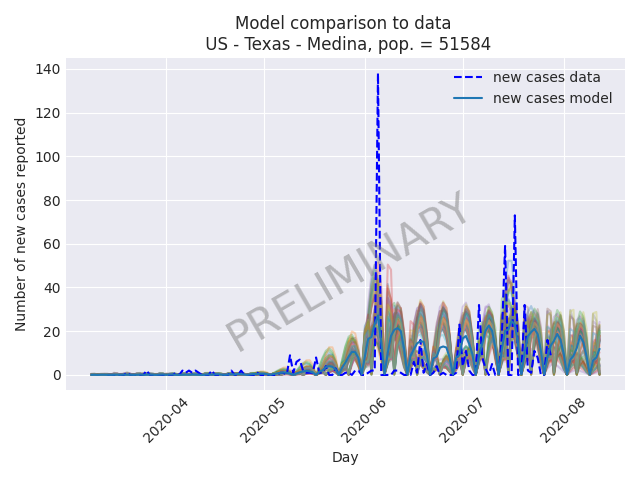 Model comparison to data
US - Texas - Medina, pop. = 51584
new cases data
new cases model
PRELIMINARY
Number of new cases reported
140
120
100
80
60
40
20
0
2020-04
2020-05
2020-06
2020-07
2020-08
Day